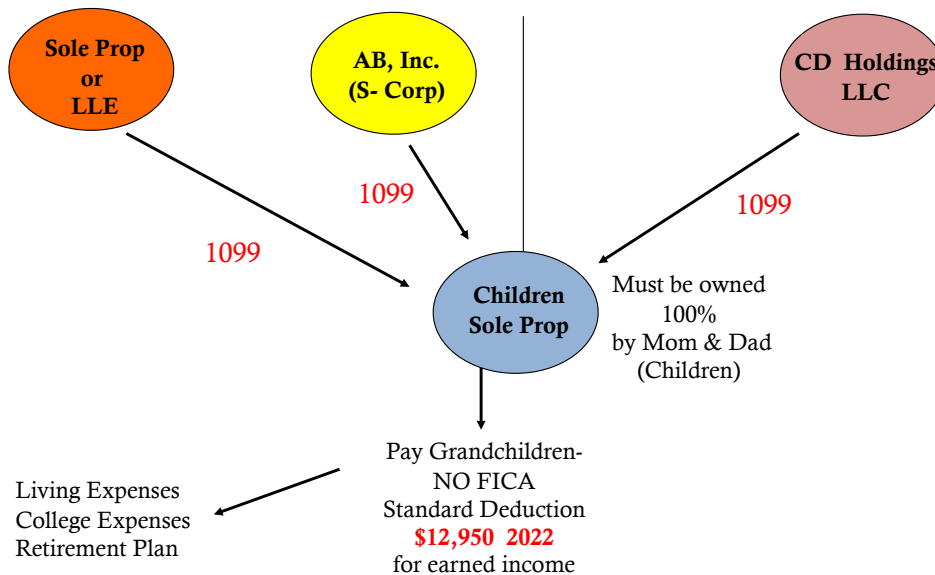 Sole Prop
or
LLE
AB, Inc.
(S- Corp)
CD Holdings
LLC
1099
1099
1099
Children
Sole Prop
Must be owned
100%
by Mom & Dad
(Children)
Pay Grandchildren-
NO FICA
Standard Deduction
$12,950 2022
for earned income
Living Expenses
College Expenses
Retirement Plan